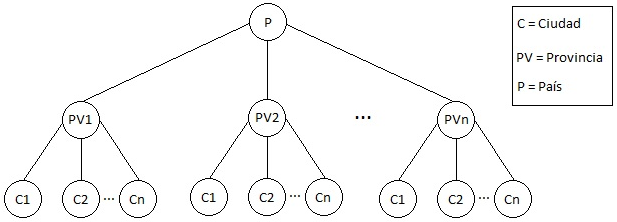 P
C = Ciudad
PV = Provincia
P = País
PV1
PV2
...
PVn
C1
C2
...
Cn
C1
C2
...
Cn
C1
C2
...
Cn